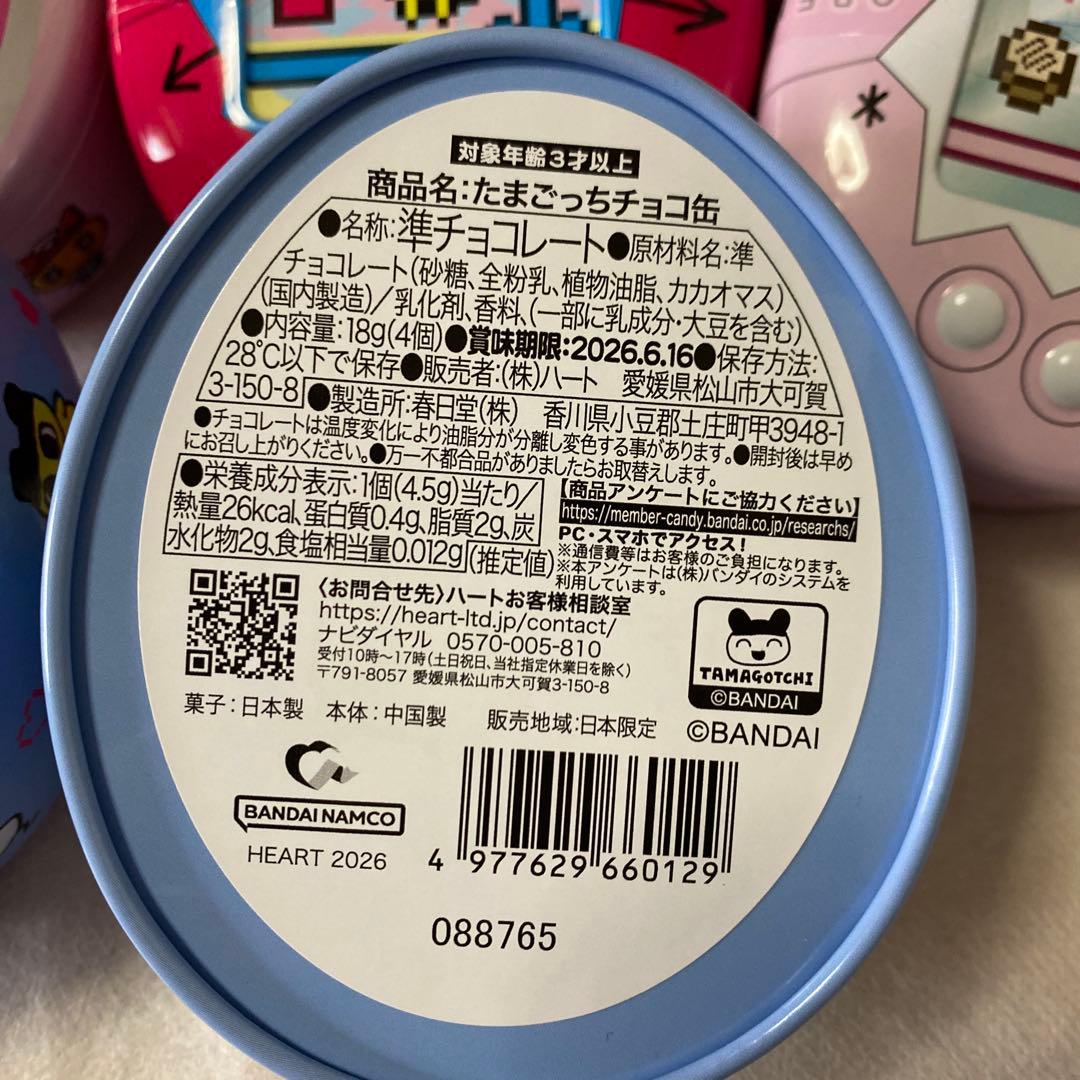 対象年齢3才以上
商品名:たまごっちチョコ缶
●名称:準チョコレート●原材料名:準
チョコレート(砂糖、全粉乳、植物油脂、カカオマス)
(国内製造)/乳化剤、香料、(一部に乳成分・大豆を含む)
●内容量:18g(4個)●賞味期限:2026.6.16●保存方法:
28℃以下で保存●販売者:(株)ハート 愛媛県松山市大可賀
3-150-8 ●製造所:春日堂(株) 香川県小豆郡土庄町甲3948-1
●チョコレートは温度変化により油脂分が分離し変色する事があります。●開封後は早め
にお召し上がりください。●万一不都合品がありましたらお取替えします。
●栄養成分表示:1個(4.5g)当たり/
熱量26kcal、蛋白質0.4g、脂質2g、炭
水化物2g、食塩相当量0.012g[推定値]
【商品アンケートにご協力ください】
https://member-candy.bandai.co.jp/researchs/
PC・スマホでアクセス!
※通信費等はお客様のご負担になります。
※本アンケートは(株)バンダイのシステムを
利用しています。
〈お問合せ先〉ハートお客様相談室
https://heart-ltd.jp/contact/
ナビダイヤル 0570-005-810
受付10時〜17時(土日祝日、当社指定休業日を除く)
〒791-8057 愛媛県松山市大可賀3-150-8
TAMAGOTCHI
©BANDAI
菓子:日本製 本体:中国製 販売地域:日本限定
©BANDAI
BANDAI NAMCO
HEART 2026
4 977629 660129
088765